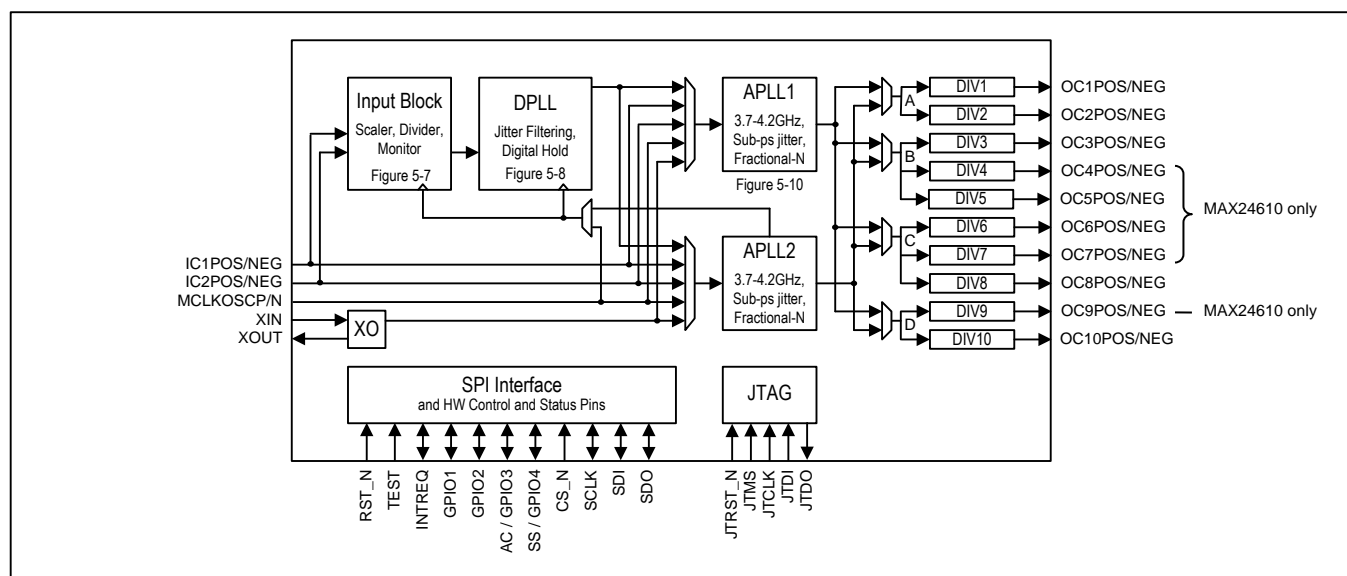 Input Block
Scaler, Divider,
Monitor
Figure 5-7
DPLL
Jitter Filtering,
Digital Hold
Figure 5-8
APLL1
3.7-4.2GHz,
Sub-ps jitter,
Fractional-N
Figure 5-10
APLL2
3.7-4.2GHz,
Sub-ps jitter,
Fractional-N
A
B
C
D
DIV1
DIV2
DIV3
DIV4
DIV5
DIV6
DIV7
DIV8
DIV9
DIV10
OC1POS/NEG
OC2POS/NEG
OC3POS/NEG
OC4POS/NEG
OC5POS/NEG
OC6POS/NEG
OC7POS/NEG
OC8POS/NEG
OC9POS/NEG
OC10POS/NEG
MAX24610 only
MAX24610 only
IC1POS/NEG
IC2POS/NEG
MCLKOSCP/N
XIN
XOUT
XO
SPI Interface
and HW Control and Status Pins
JTAG
RST_N
TEST
INTREQ
GPIO1
GPIO2
AC / GPIO3
SS / GPIO4
CS_N
SCLK
SDI
SDO
JTRST_N
JTMS
JTCLK
JTDI
JTDO